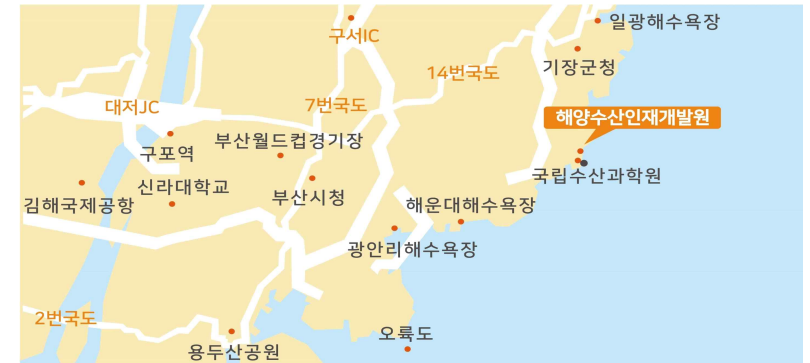 일광해수욕장
구서IC
기장군청
14번국도
대저JC
7번국도
해양수산인재개발원
부산월드컵경기장
구포역
국립수산과학원
신라대학교
부산시청
김해국제공항
해운대해수욕장
광안리해수욕장
2번국도
오륙도
용두산공원